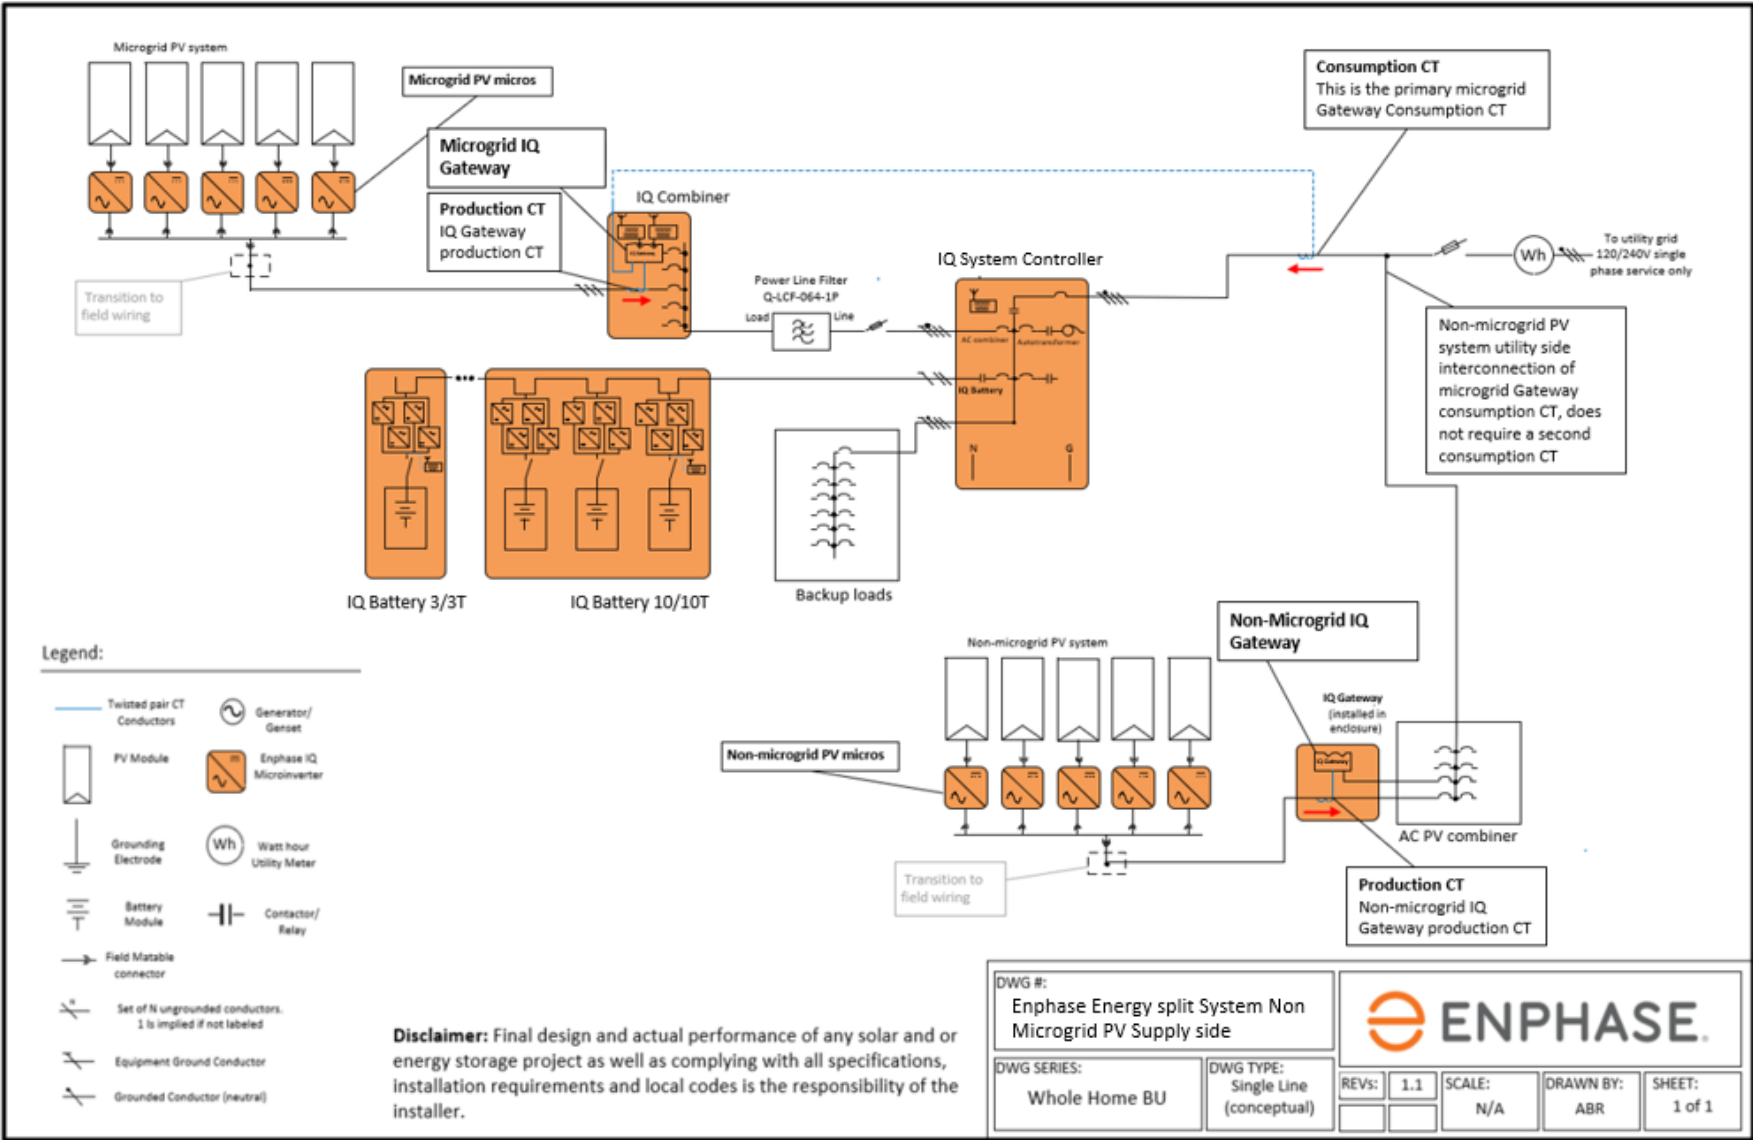 Microgrid PV system
Microgrid PV micros
Microgrid IQ
Gateway
Production CT
IQ Gateway
production CT
IQ Combiner
IQ Gateway
Transition to
field wiring
Power Line Filter
Q-LCF-064-1P
Load
Line
IQ System Controller
AC combiner
Autotransformer
IQ Battery
N
G
Consumption CT
This is the primary microgrid
Gateway Consumption CT
Wh
To utility grid
120/240V single
phase service only
Non-microgrid PV
system utility side
interconnection of
microgrid Gateway
consumption CT, does
not require a second
consumption CT
IQ Battery 3/3T
IQ Battery 10/10T
Backup loads
Non-microgrid PV system
Non-microgrid PV micros
Non-Microgrid IQ
Gateway
IQ Gateway
(installed in
enclosure)
IQ Gateway
AC PV combiner
Transition to
field wiring
Production CT
Non-microgrid IQ
Gateway production CT
Legend:
Twisted pair CT
Conductors
Generator/
Genset
PV Module
Enphase IQ
Microinverter
Grounding
Electrode
Wh
Watt hour
Utility Meter
Battery
Module
Contactor/
Relay
Field Matable
connector
N
Set of N ungrounded conductors.
1 Is implied if not labeled
Equipment Ground Conductor
Grounded Conductor (neutral)
Disclaimer: Final design and actual performance of any solar and or
energy storage project as well as complying with all specifications,
installation requirements and local codes is the responsibility of the
installer.
DWG #:
Enphase Energy split System Non
Microgrid PV Supply side
ENPHASE.
DWG SERIES:
Whole Home BU
DWG TYPE:
Single Line
(conceptual)
REVs:
1.1
SCALE:
N/A
DRAWN BY:
ABR
SHEET:
1 of 1